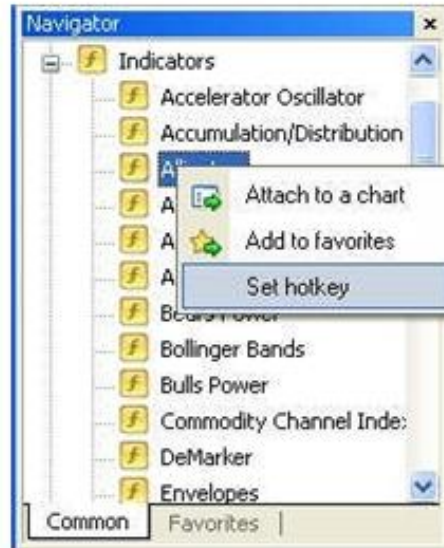 Navigator
Indicators
Accelerator Oscillator
Accumulation/Distribution
A
Attach to a chart
A
Add to favorites
A
A
Set hotkey
Bears Power
Bollinger Bands
Bulls Power
Commodity Channel Inde
DeMarker
Envelopes
Common
Favorites